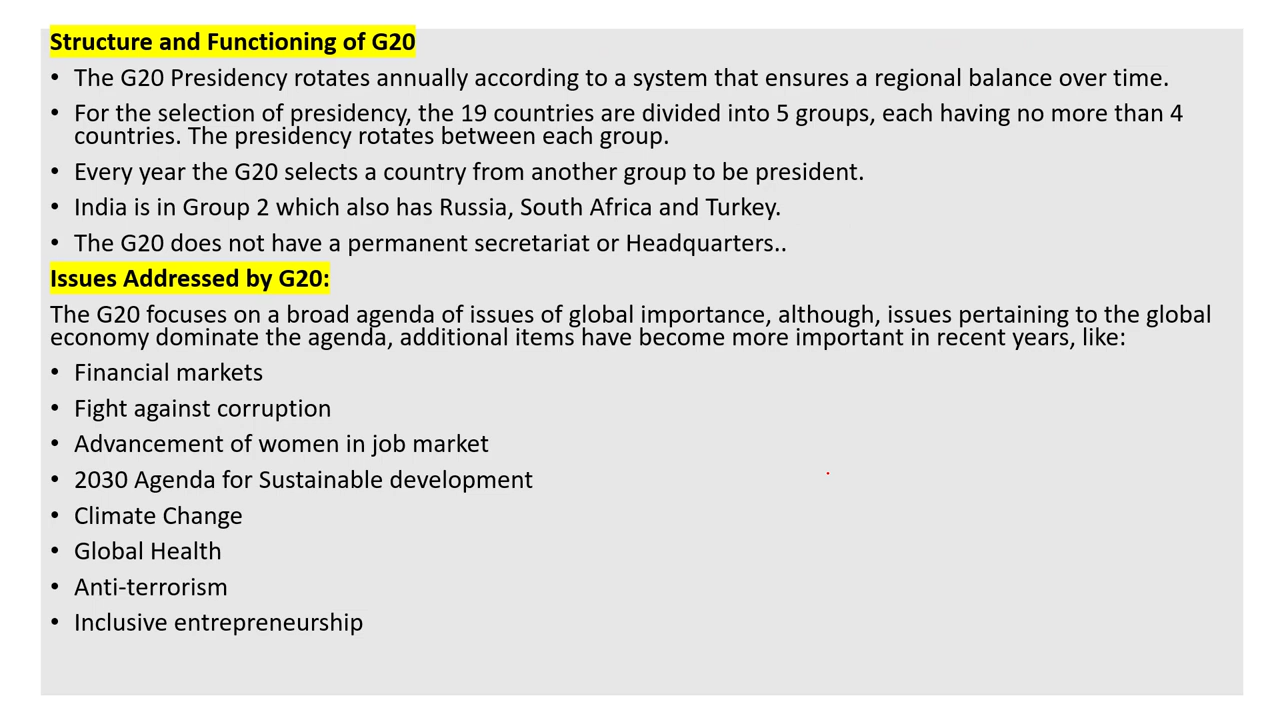 Structure and Functioning of G20
• The G20 Presidency rotates annually according to a system that ensures a regional balance over time.
• For the selection of presidency, the 19 countries are divided into 5 groups, each having no more than 4
countries. The presidency rotates between each group.
• Every year the G20 selects a country from another group to be president.
• India is in Group 2 which also has Russia, South Africa and Turkey.
• The G20 does not have a permanent secretariat or Headquarters..
Issues Addressed by G20:
The G20 focuses on a broad agenda of issues of global importance, although, issues pertaining to the global
economy dominate the agenda, additional items have become more important in recent years, like:
• Financial markets
• Fight against corruption
• Advancement of women in job market
• 2030 Agenda for Sustainable development
• Climate Change
• Global Health
• Anti-terrorism
• Inclusive entrepreneurship